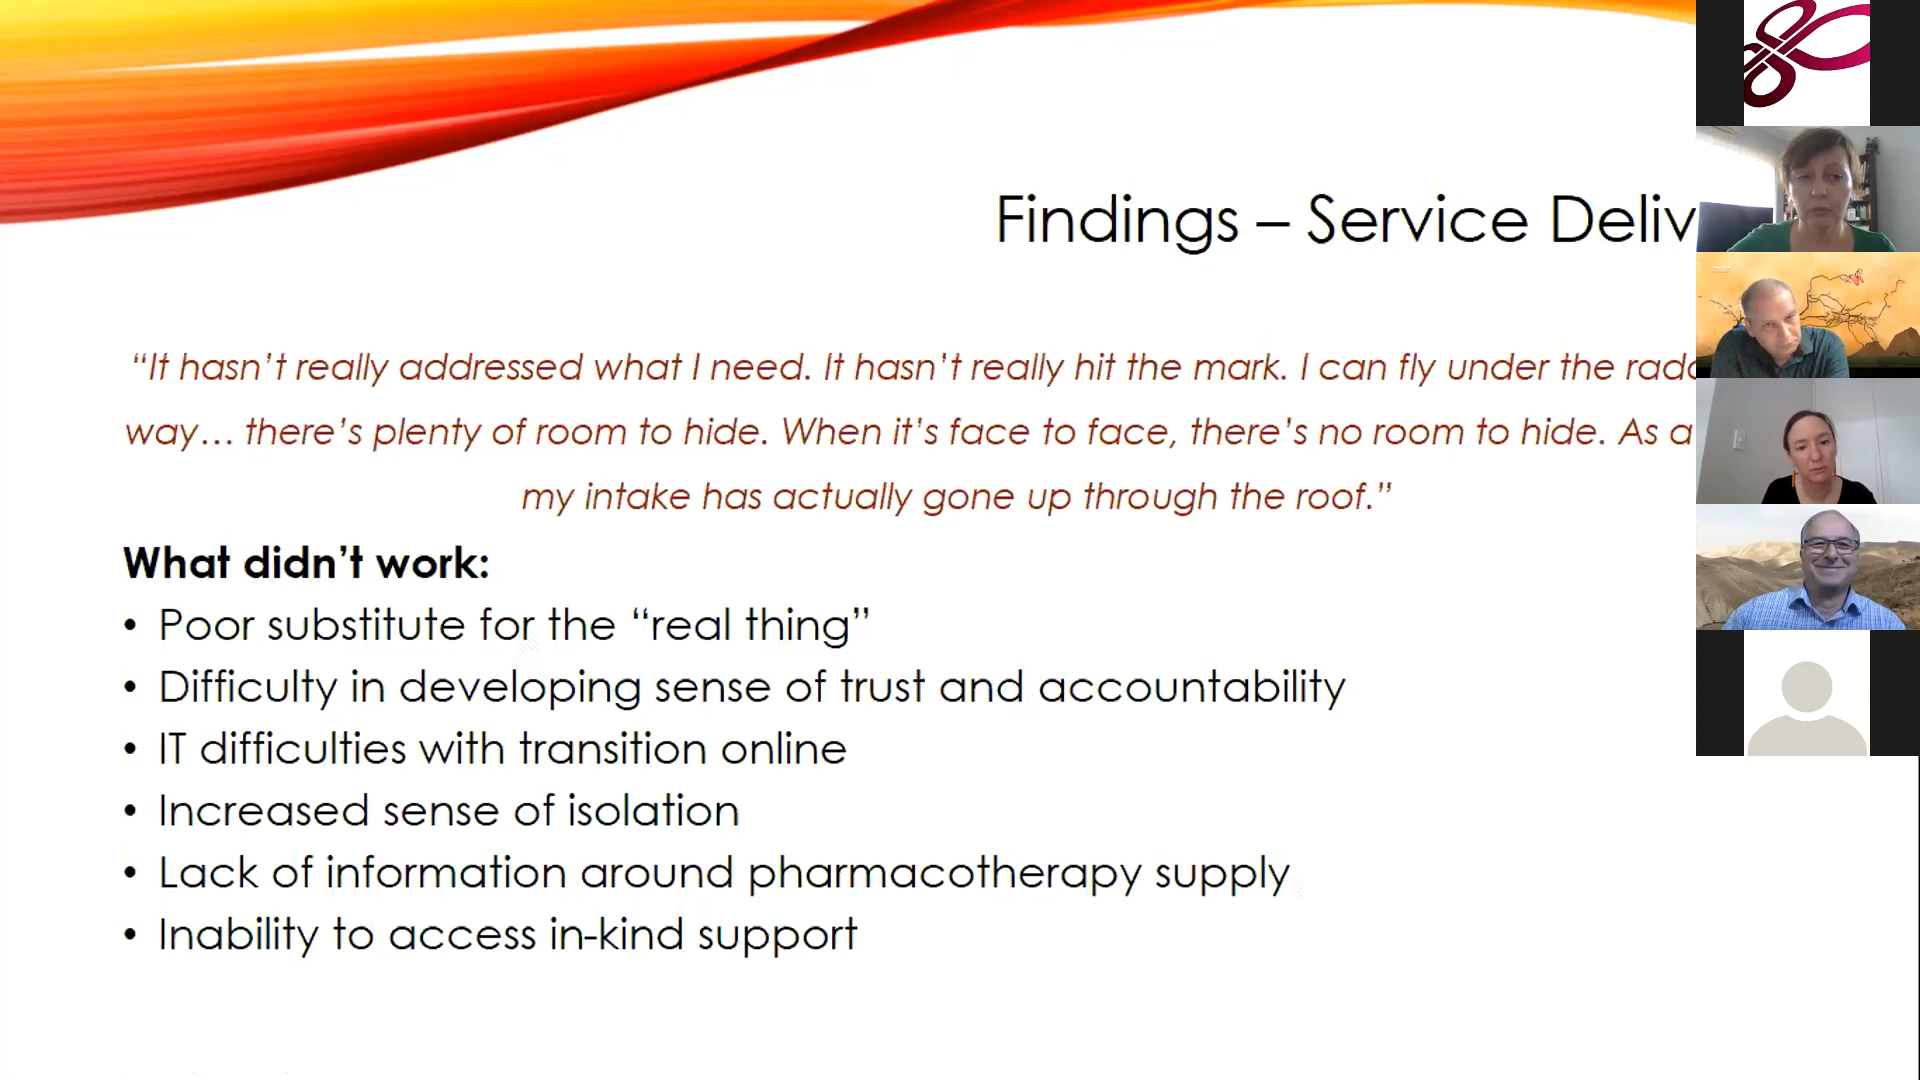 Findings – Service Deliv
“It hasn’t really addressed what I need. It hasn’t really hit the mark. I can fly under the rada
way… there’s plenty of room to hide. When it’s face to face, there’s no room to hide. As a
my intake has actually gone up through the roof.”
What didn’t work:
• Poor substitute for the “real thing”
• Difficulty in developing sense of trust and accountability
• IT difficulties with transition online
• Increased sense of isolation
• Lack of information around pharmacotherapy supply
• Inability to access in-kind support